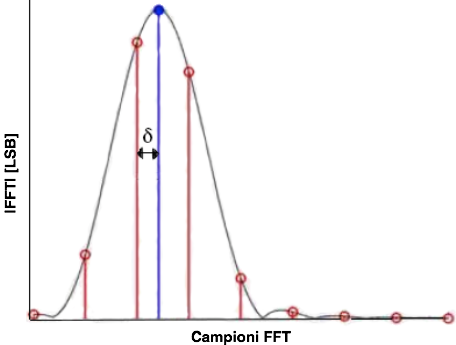 δ
|FFT| [LSB]
Campioni FFT